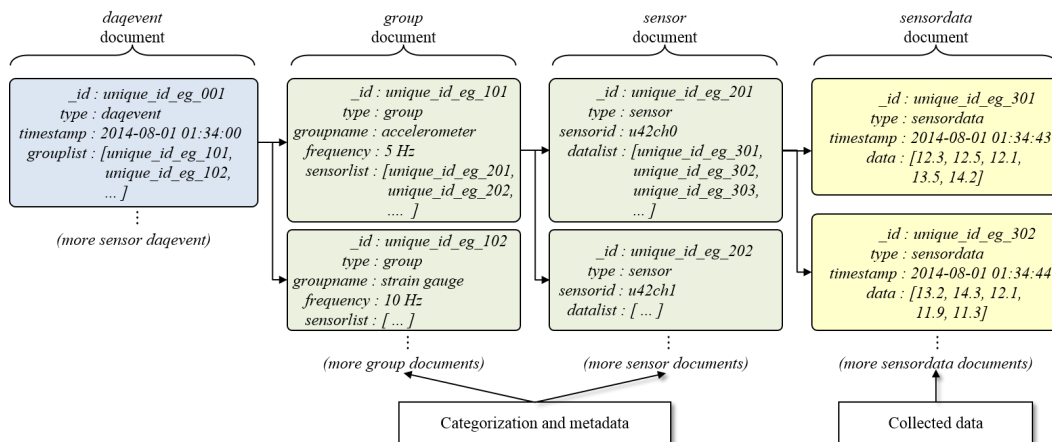 daqevent
document
group
document
sensor
document
sensordata
document
_id : unique_id_eg_001
type : daqevent
timestamp : 2014-08-01 01:34:00
grouplist : [unique_id_eg_101,
unique_id_eg_102,
... ]
⋮
(more sensor daqevent)
_id : unique_id_eg_101
type : group
groupname : accelerometer
frequency : 5 Hz
sensorlist : [unique_id_eg_201,
unique_id_eg_202,
.... ]
_id : unique_id_eg_102
type : group
groupname : strain gauge
frequency : 10 Hz
sensorlist : [ ... ]
⋮
(more group documents)
_id : unique_id_eg_201
type : sensor
sensorid : u42ch0
datalist : [unique_id_eg_301,
unique_id_eg_302,
unique_id_eg_303,
... ]
_id : unique_id_eg_202
type : sensor
sensorid : u42ch1
datalist : [ ... ]
⋮
(more sensor documents)
_id : unique_id_eg_301
type : sensordata
timestamp : 2014-08-01 01:34:43
data : [12.3, 12.5, 12.1,
13.5, 14.2]
_id : unique_id_eg_302
type : sensordata
timestamp : 2014-08-01 01:34:44
data : [13.2, 14.3, 12.1,
11.9, 11.3]
⋮
(more sensordata documents)
Categorization and metadata
Collected data